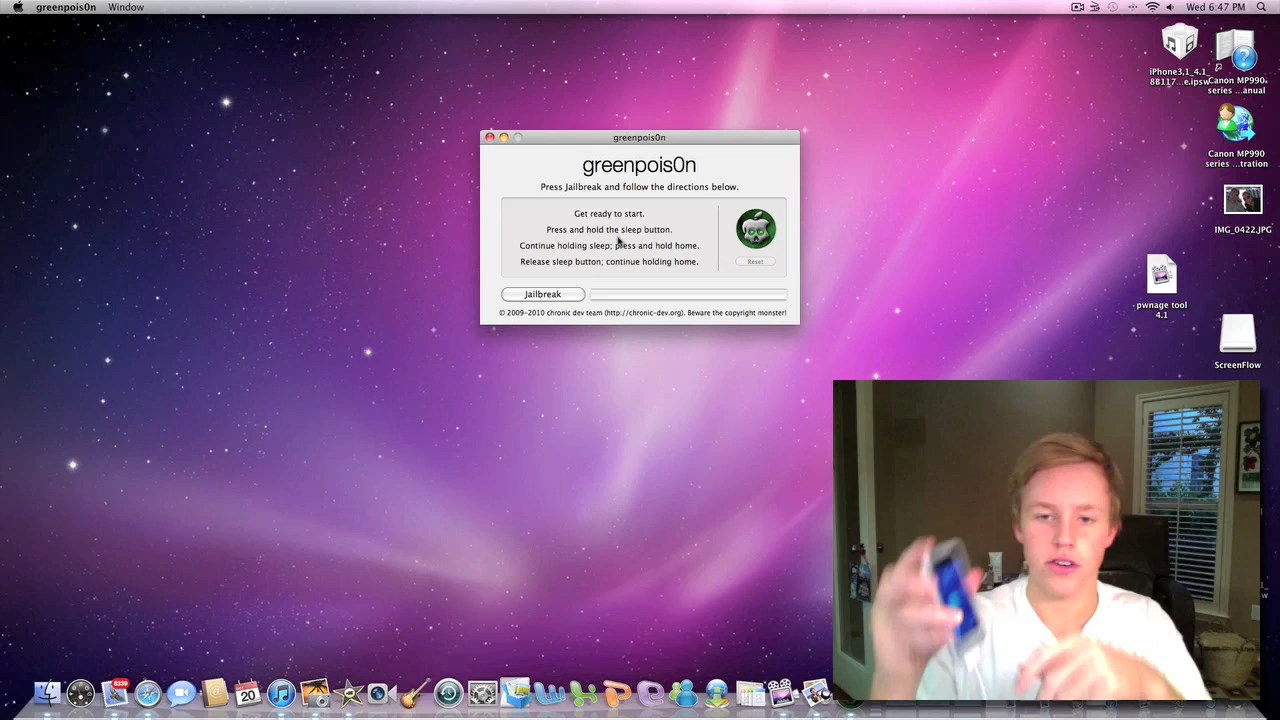 greenpois0n Window
Wed 6:47 PM
iPhone3,1_4.1_
8B117...e.ipsw
Canon MP990
series ...anual
Canon MP990
series ...tration
IMG_0422.JPG
pwnage tool
4.1
ScreenFlow
greenpois0n
greenpois0n
Press Jailbreak and follow the directions below.
Get ready to start.
Press and hold the sleep button.
Continue holding sleep; press and hold home.
Release sleep button; continue holding home.
Reset
Jailbreak
© 2009-2010 chronic dev team (http://chronic-dev.org). Beware the copyright monster!
8339
20